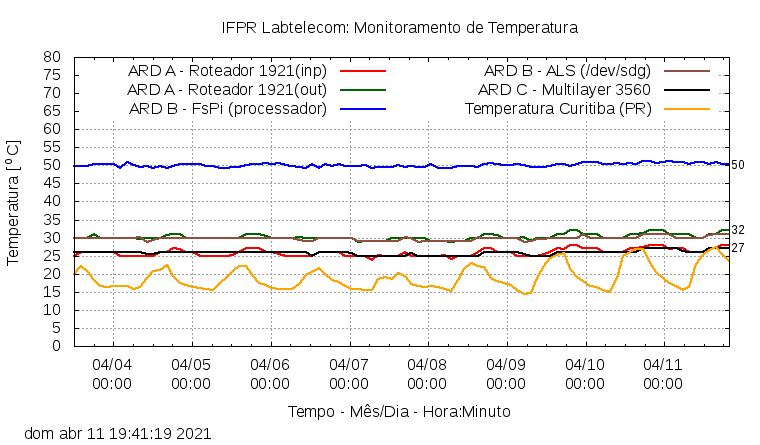 IFPR Labtelecom: Monitoramento de Temperatura
Temperatura [ºC]
80
75
70
65
60
55
50
45
40
35
30
25
20
15
10
5
0
ARD A - Roteador 1921(inp)
ARD A - Roteador 1921(out)
ARD B - FsPi (processador)
ARD B - ALS (/dev/sdg)
ARD C - Multilayer 3560
Temperatura Curitiba (PR)
50
32
27
04/04 04/05 04/06 04/07 04/08 04/09 04/10 04/11
00:00 00:00 00:00 00:00 00:00 00:00 00:00 00:00
Tempo - Mês/Dia - Hora:Minuto
dom abr 11 19:41:19 2021